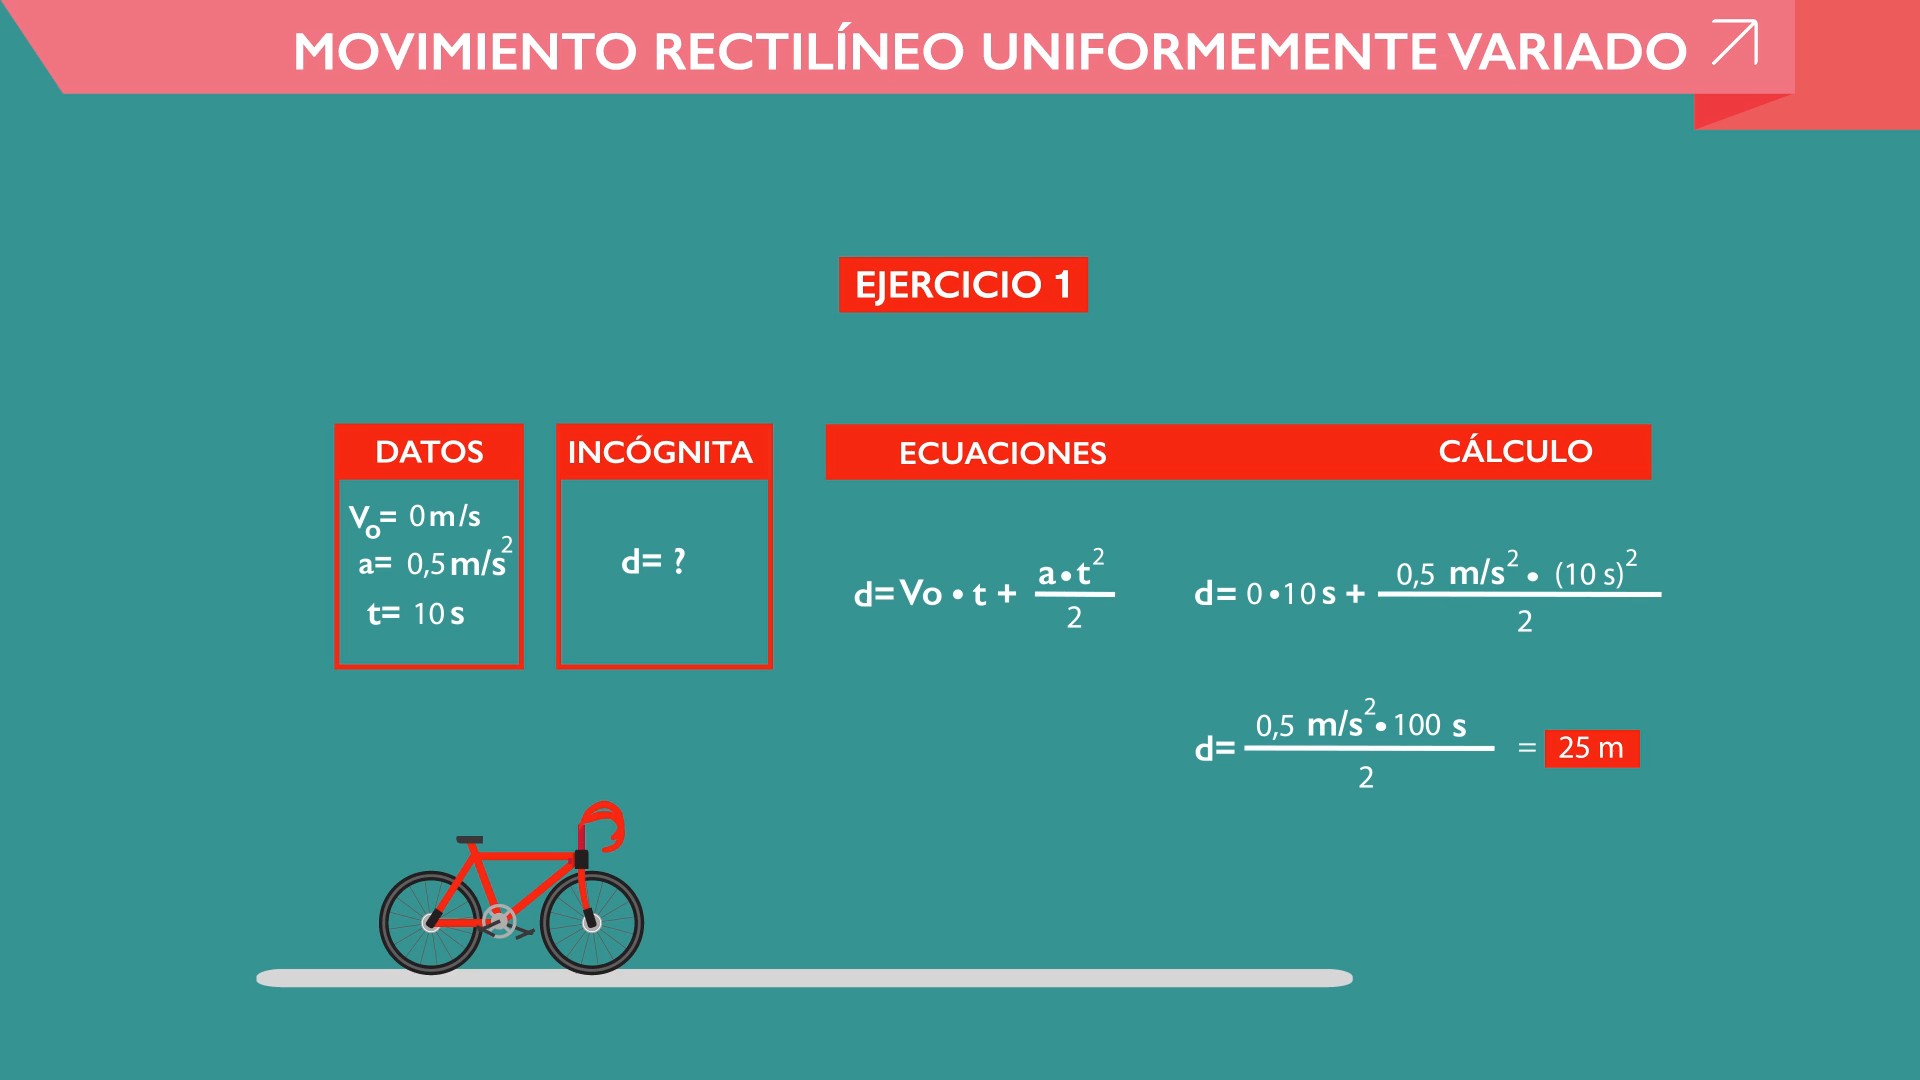 MOVIMIENTO RECTILÍNEO UNIFORMEMENTE VARIADO
EJERCICIO 1
DATOS
Vo= 0 m/s
a= 0,5 m/s²
t= 10 s
INCÓGNITA
d= ?
ECUACIONES
d= Vo • t + a•t² / 2
CÁLCULO
d= 0 •10 s + 0,5 m/s² • (10 s)² / 2
d= 0,5 m/s² • 100 s / 2 = 25 m